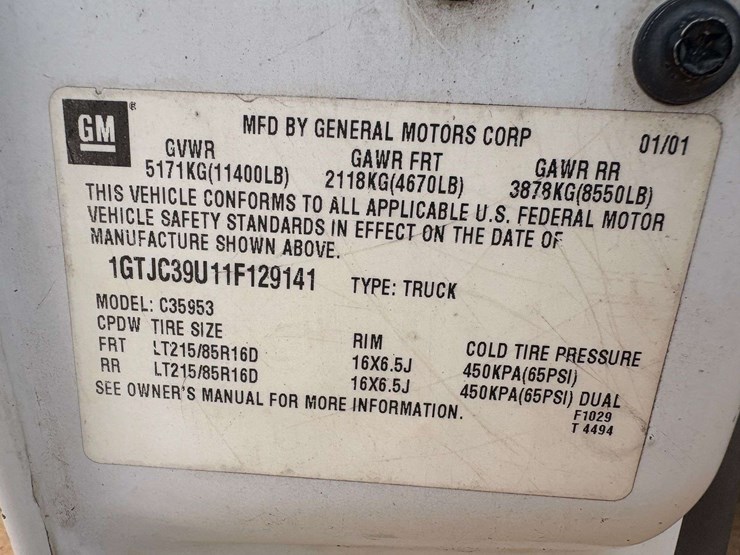 GM ®
MFD BY GENERAL MOTORS CORP 01/01
GVWR GAWR FRT GAWR RR
5171KG(11400LB) 2118KG(4670LB) 3878KG(8550LB)
THIS VEHICLE CONFORMS TO ALL APPLICABLE U.S. FEDERAL MOTOR
VEHICLE SAFETY STANDARDS IN EFFECT ON THE DATE OF
MANUFACTURE SHOWN ABOVE.
1GTJC39U11F129141 TYPE: TRUCK
MODEL: C35953
CPDW TIRE SIZE RIM COLD TIRE PRESSURE
FRT LT215/85R16D 16X6.5J 450KPA(65PSI)
RR LT215/85R16D 16X6.5J 450KPA(65PSI) DUAL
SEE OWNER'S MANUAL FOR MORE INFORMATION. F1029
T 4494